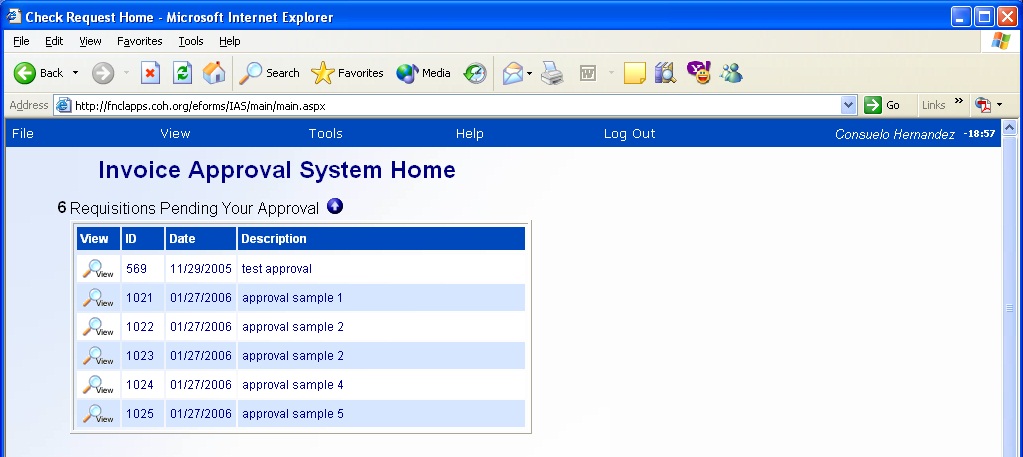 Check Request Home - Microsoft Internet Explorer
File Edit View Favorites Tools Help
Back Search Favorites Media
Address http://fnclapps.coh.org/eforms/IAS/main/main.aspx Go Links »
File View Tools Help Log Out Consuelo Hernandez -18:57
Invoice Approval System Home
6 Requisitions Pending Your Approval
View ID Date Description
View 569 11/29/2005 test approval
View 1021 01/27/2006 approval sample 1
View 1022 01/27/2006 approval sample 2
View 1023 01/27/2006 approval sample 2
View 1024 01/27/2006 approval sample 4
View 1025 01/27/2006 approval sample 5